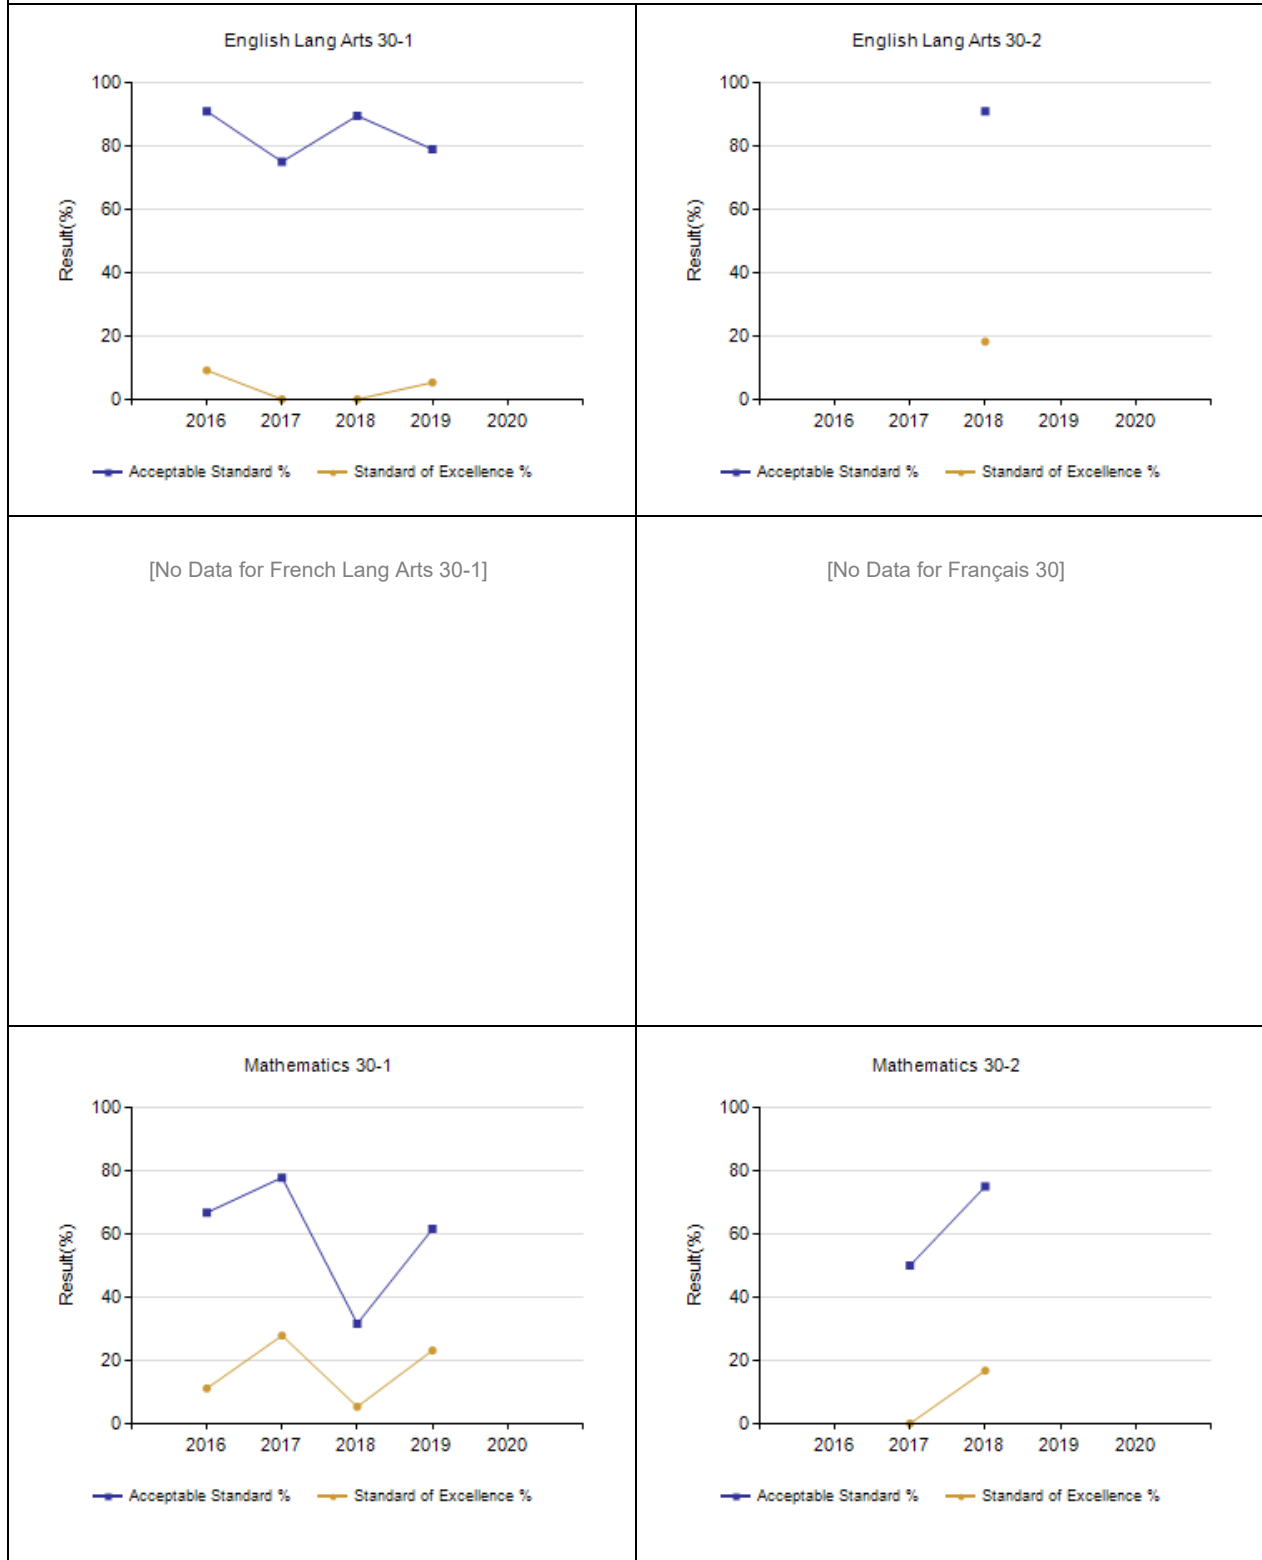 English Lang Arts 30-1
100
80
60
40
20
0
Result(%)
2016 2017 2018 2019 2020
Acceptable Standard % Standard of Excellence %
English Lang Arts 30-2
100
80
60
40
20
0
Result(%)
2016 2017 2018 2019 2020
Acceptable Standard % Standard of Excellence %
[No Data for French Lang Arts 30-1]
[No Data for Français 30]
Mathematics 30-1
100
80
60
40
20
0
Result(%)
2016 2017 2018 2019 2020
Acceptable Standard % Standard of Excellence %
Mathematics 30-2
100
80
60
40
20
0
Result(%)
2016 2017 2018 2019 2020
Acceptable Standard % Standard of Excellence %